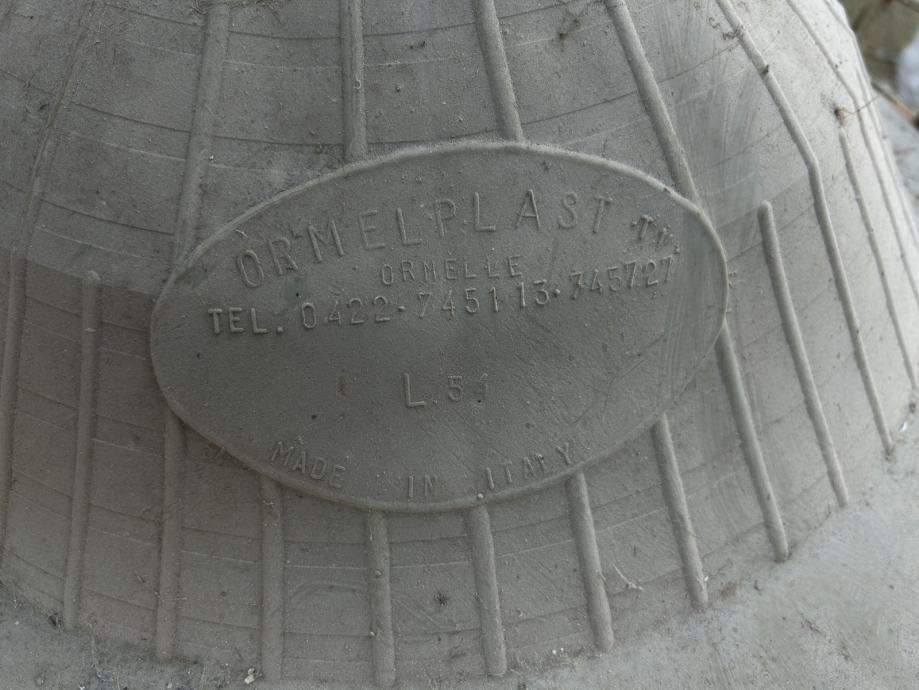 ORMELPLAST TV.
ORMELLE
TEL. 0422·745113·745727
L. 5
MADE IN ITALY